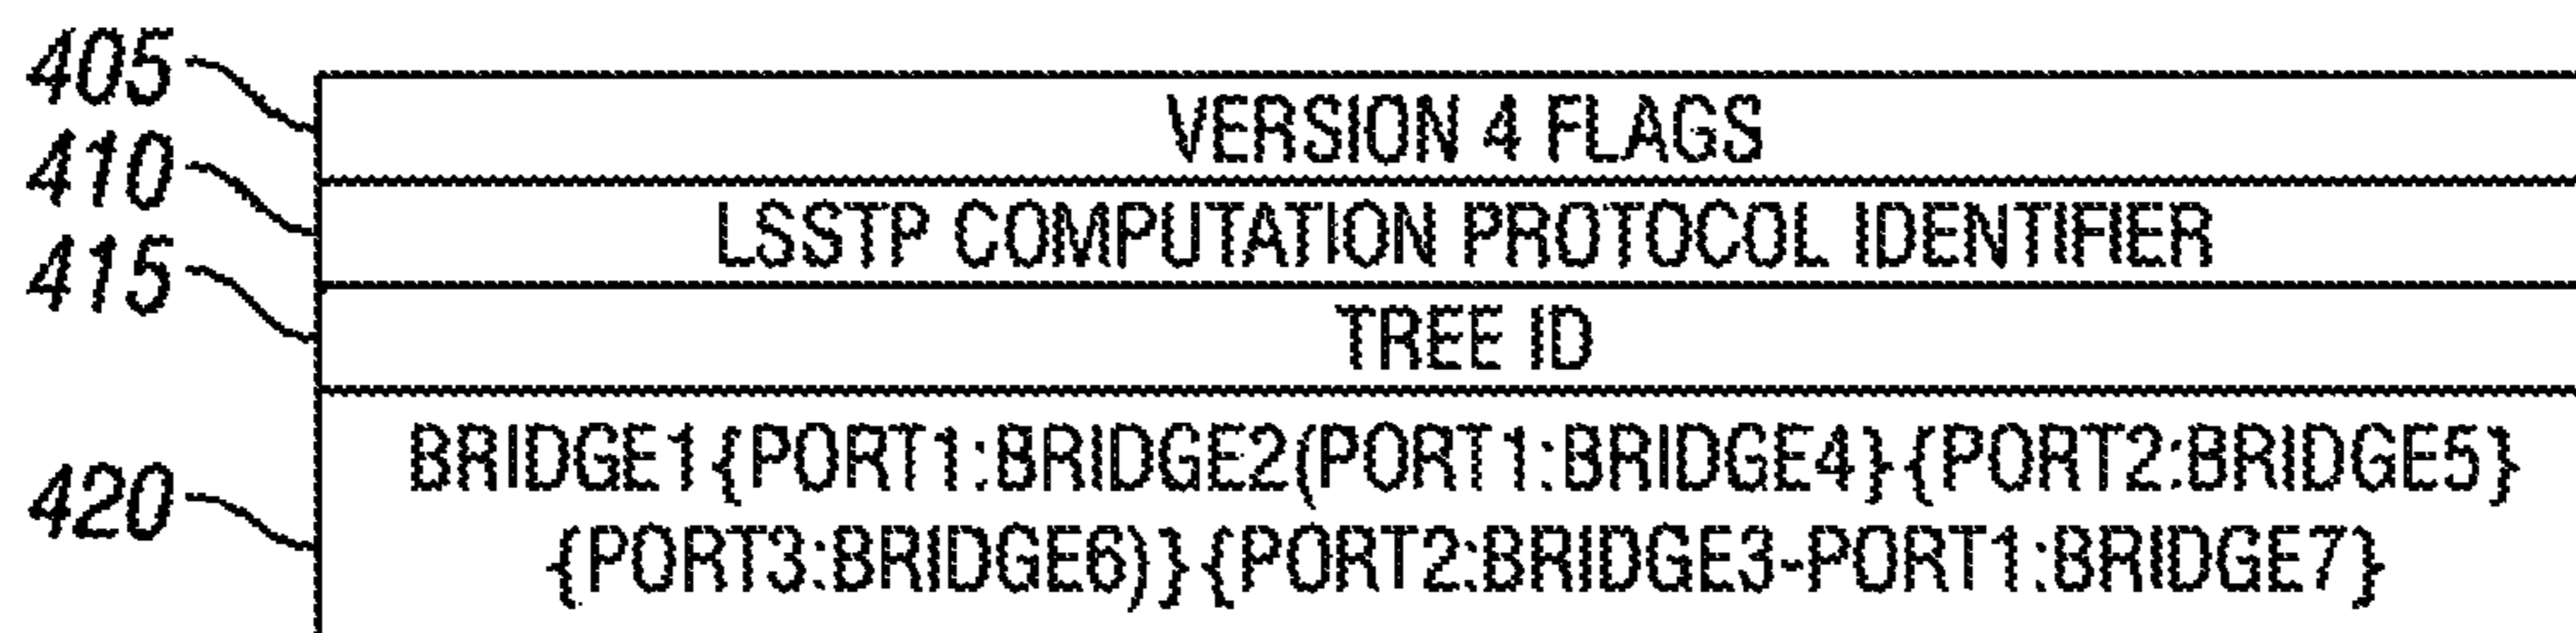 405
VERSION 4 FLAGS
410
LSSTP COMPUTATION PROTOCOL IDENTIFIER
415
TREE ID
420
BRIDGE1{PORT1:BRIDGE2(PORT1:BRIDGE4}{PORT2:BRIDGE5}
{PORT3:BRIDGE6)}{PORT2:BRIDGE3-PORT1:BRIDGE7}